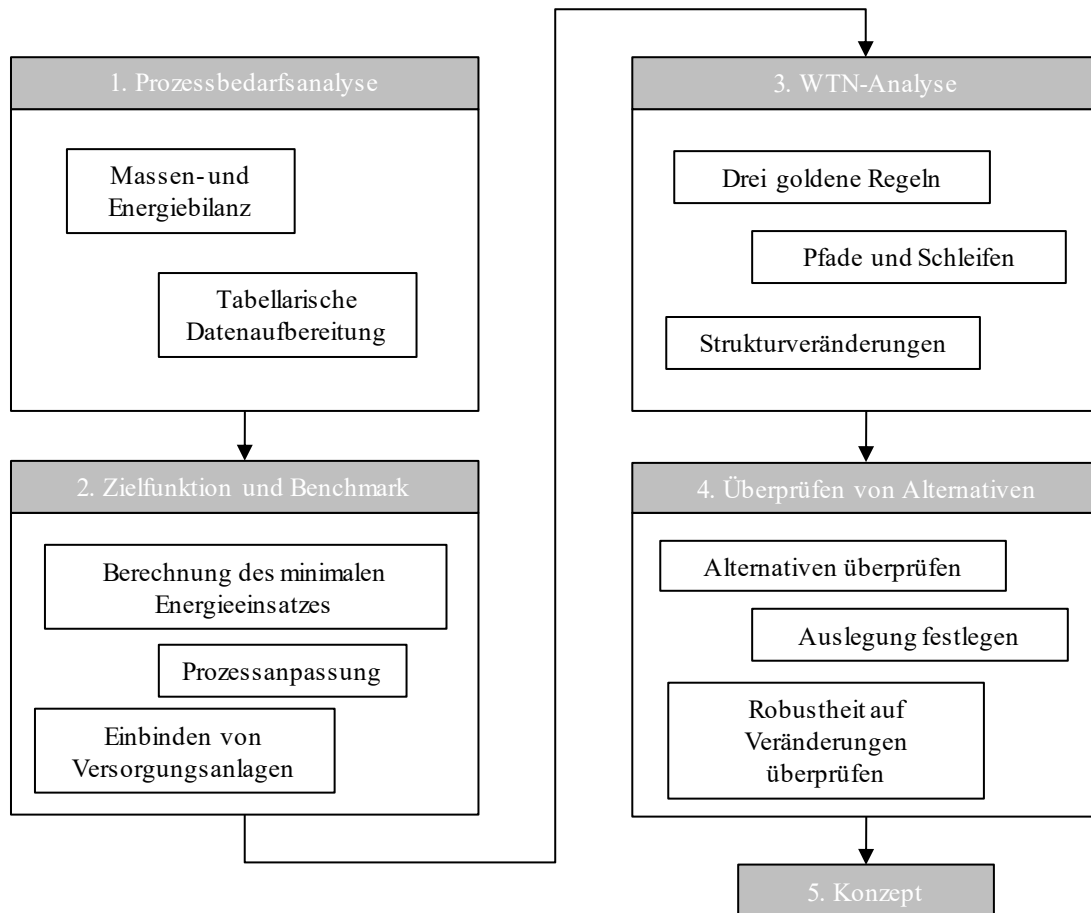 1. Prozessbedarfsanalyse
Massen- und
Energiebilanz
Tabellarische
Datenaufbereitung
2. Zielfunktion und Benchmark
Berechnung des minimalen
Energieeinsatzes
Prozessanpassung
Einbinden von
Versorgungsanlagen
3. WTN-Analyse
Drei goldene Regeln
Pfade und Schleifen
Strukturveränderungen
4. Überprüfen von Alternativen
Alternativen überprüfen
Auslegung festlegen
Robustheit auf
Veränderungen
überprüfen
5. Konzept